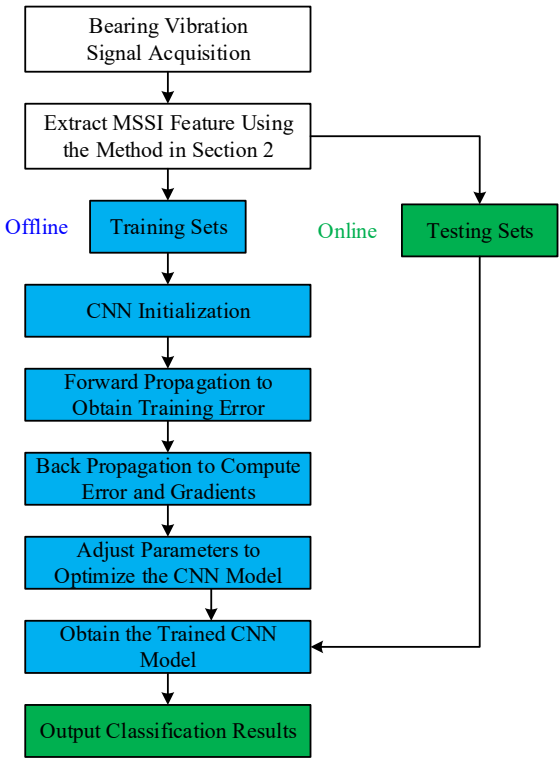 Bearing Vibration
Signal Acquisition
Extract MSSI Feature Using
the Method in Section 2
Offline
Training Sets
Online
Testing Sets
CNN Initialization
Forward Propagation to
Obtain Training Error
Back Propagation to Compute
Error and Gradients
Adjust Parameters to
Optimize the CNN Model
Obtain the Trained CNN
Model
Output Classification Results